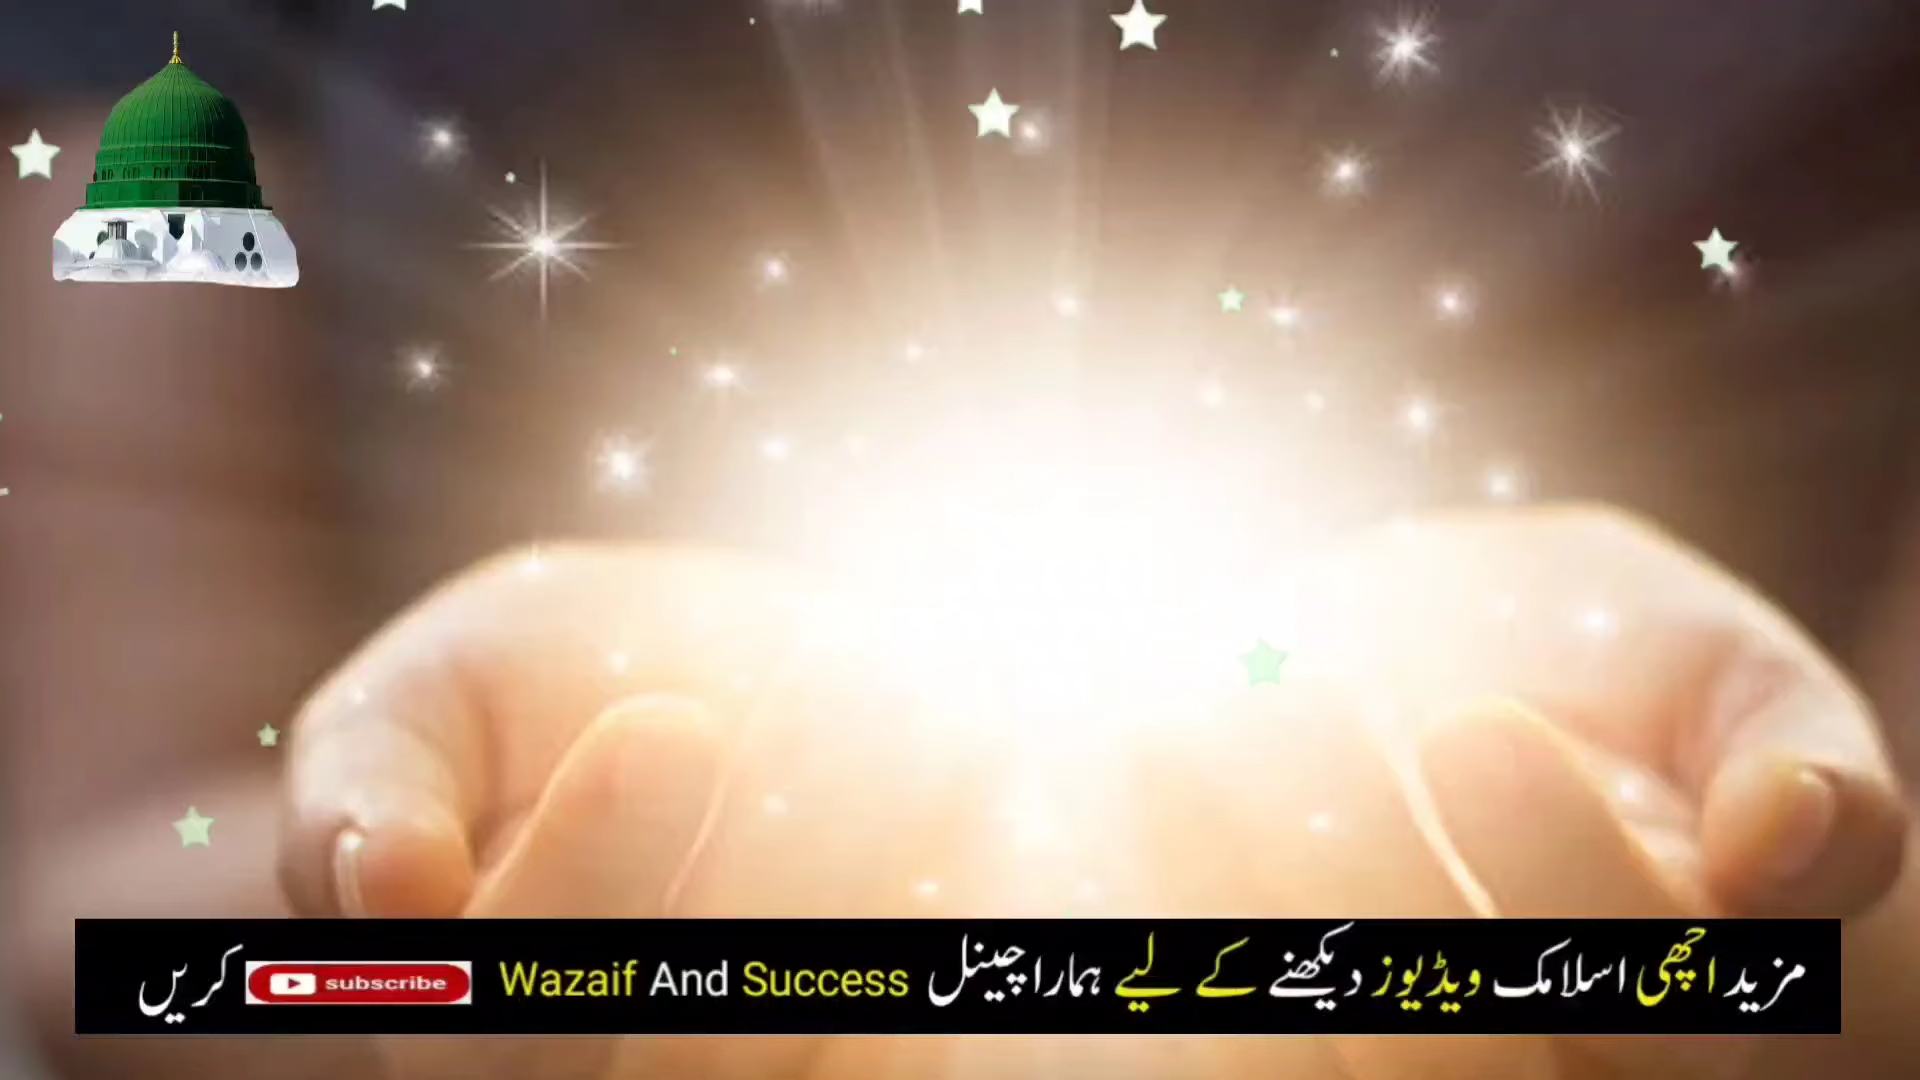 مزید اچھی اسلامک ویڈیوز دیکھنے کے لیے ہمارا چینل Wazaif And Success subscribe کریں